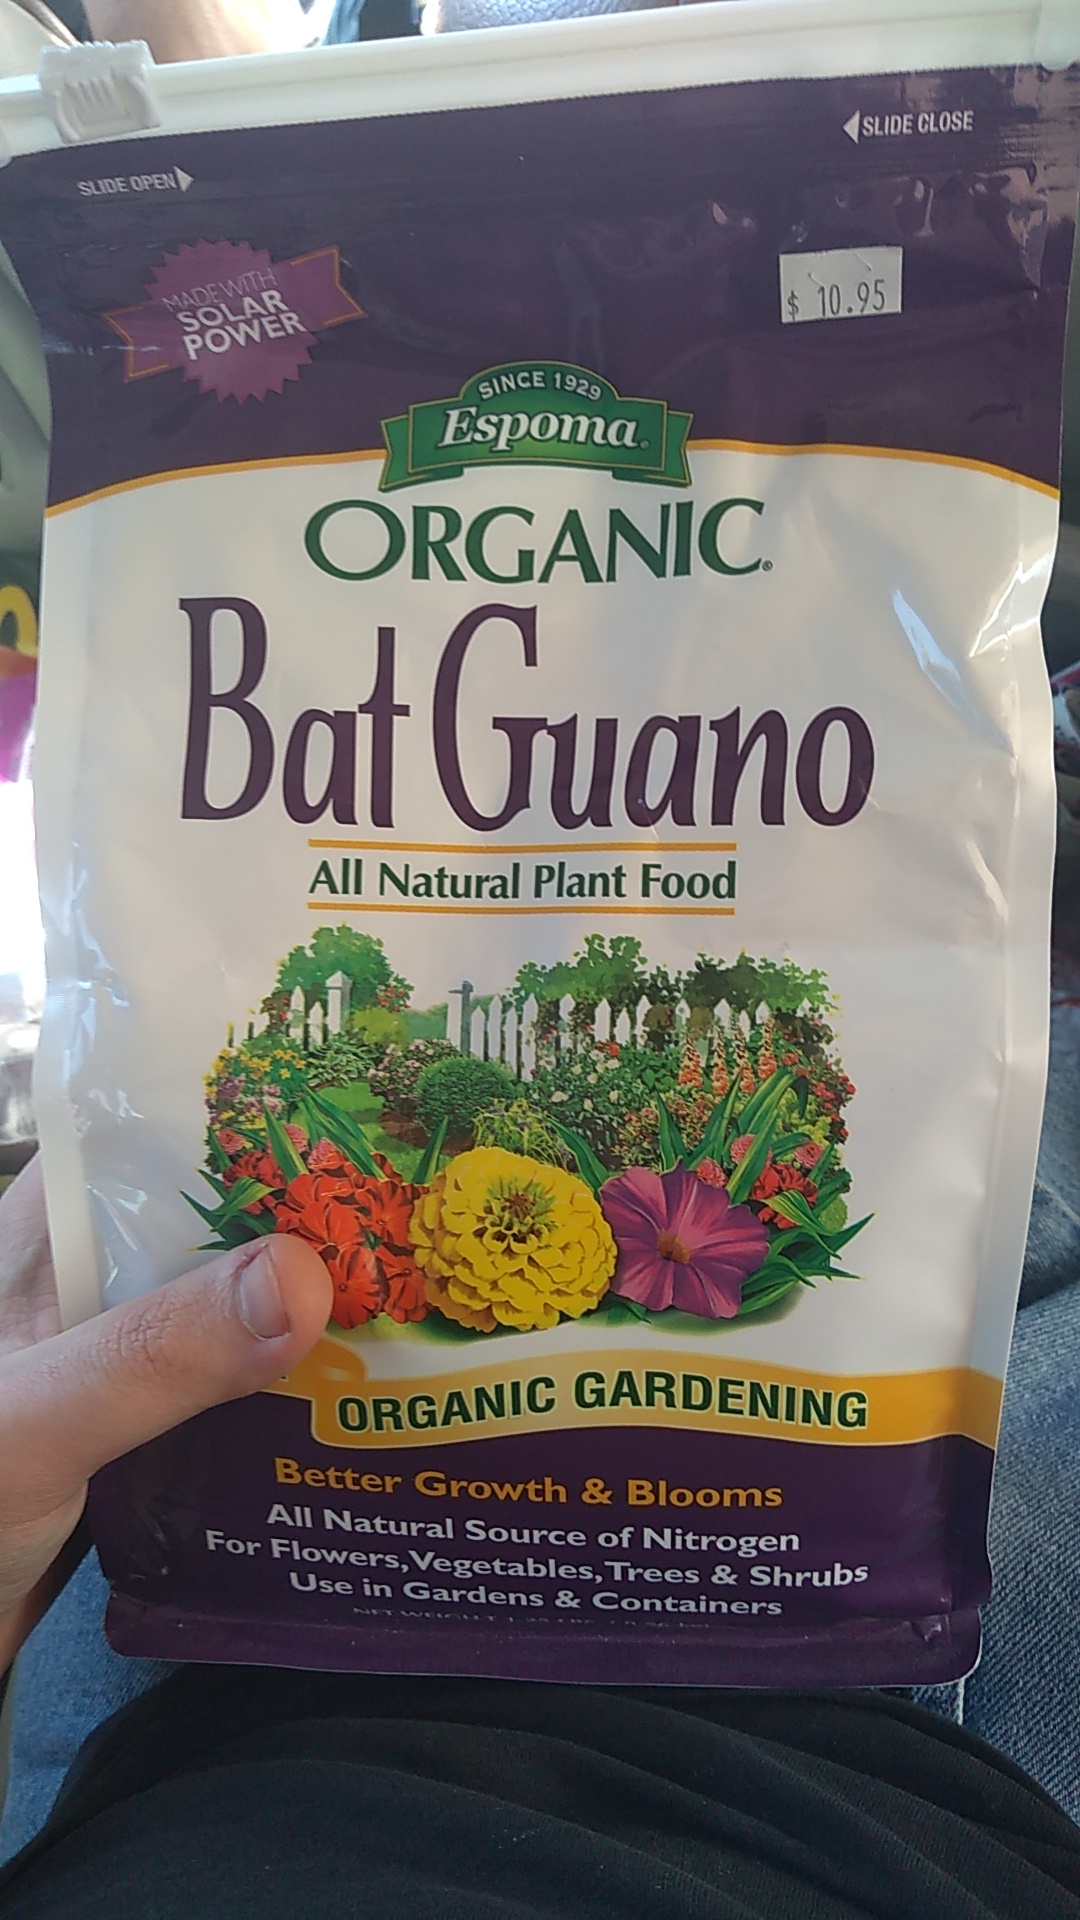 SLIDE CLOSE
SLIDE OPEN
MADE WITH
SOLAR
POWER
$ 10.95
SINCE 1929
Espoma®
ORGANIC®
Bat Guano
All Natural Plant Food
ORGANIC GARDENING
Better Growth & Blooms
All Natural Source of Nitrogen
For Flowers, Vegetables, Trees & Shrubs
Use in Gardens & Containers
NET WEIGHT